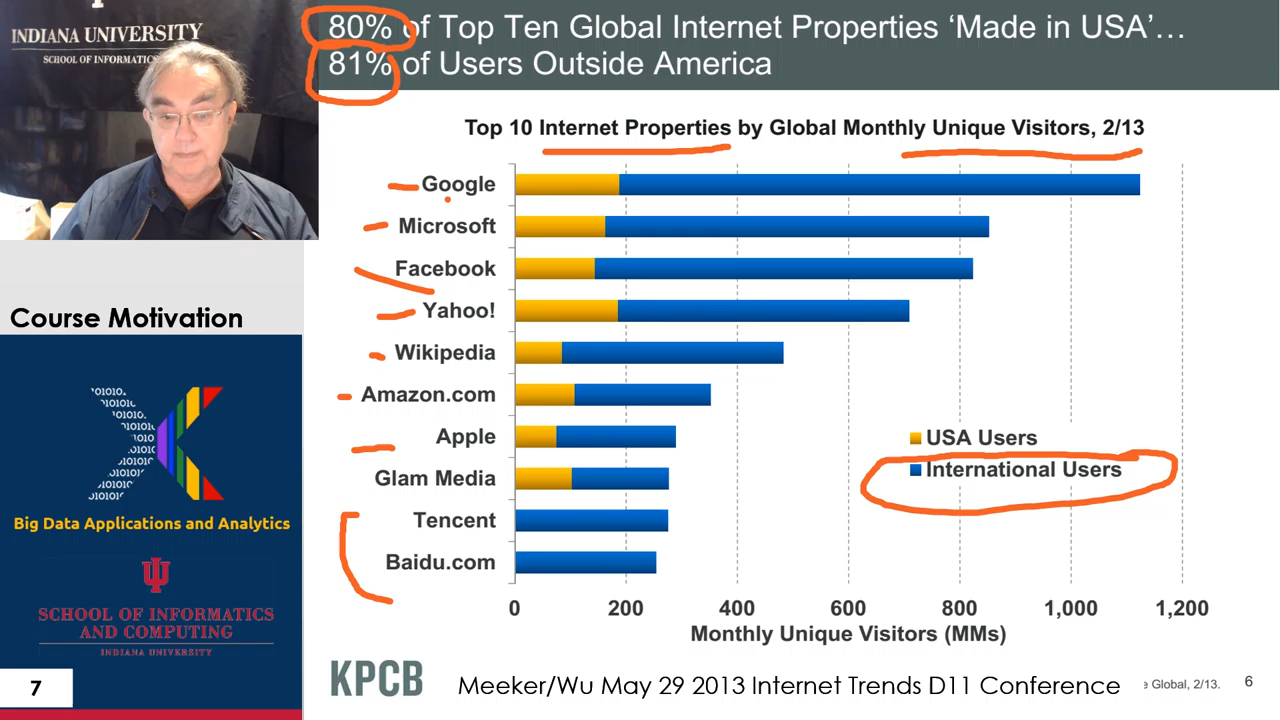 INDIANA UNIVERSITY
SCHOOL OF INFORMATICS
80% of Top Ten Global Internet Properties ‘Made in USA’…
81% of Users Outside America
Top 10 Internet Properties by Global Monthly Unique Visitors, 2/13
Google
Microsoft
Facebook
Yahoo!
Wikipedia
Amazon.com
Apple
Glam Media
Tencent
Baidu.com
USA Users
International Users
0 200 400 600 800 1,000 1,200
Monthly Unique Visitors (MMs)
Course Motivation
Big Data Applications and Analytics
SCHOOL OF INFORMATICS
AND COMPUTING
INDIANA UNIVERSITY
7
KPCB
Meeker/Wu May 29 2013 Internet Trends D11 Conference
Global, 2/13.
6